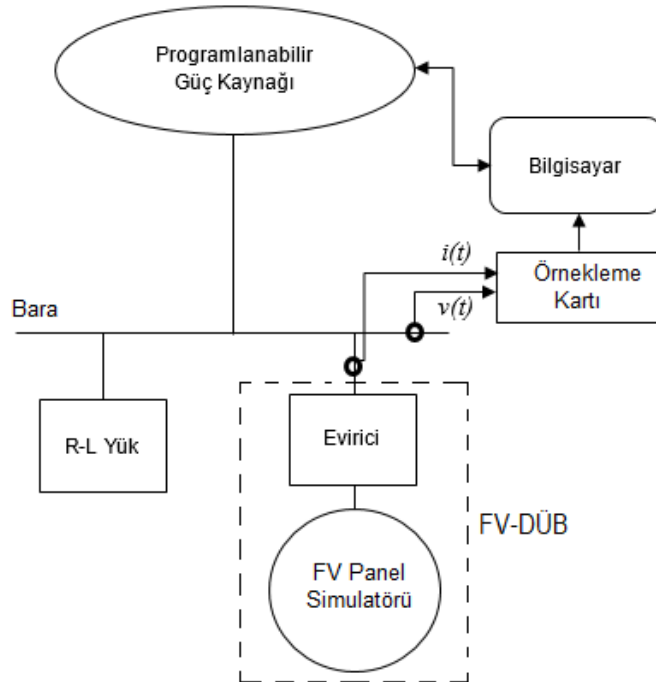 Programlanabilir
Güç Kaynağı
Bilgisayar
i(t)
Örnekleme
Kartı
v(t)
Bara
R-L Yük
Evirici
FV-DÜB
FV Panel
Simulatörü